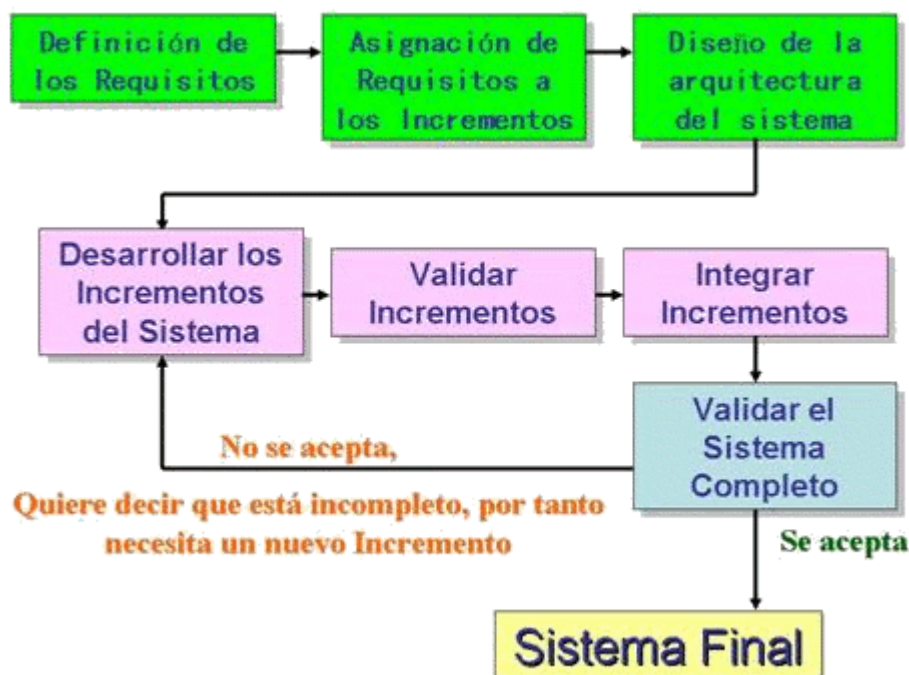 Definición de
los Requisitos
Asignación de
Requisitos a
los Incrementos
Diseño de la
arquitectura
del sistema
Desarrollar los
Incrementos
del Sistema
Validar
Incrementos
Integrar
Incrementos
Validar el
Sistema
Completo
No se acepta,
Quiere decir que está incompleto, por tanto
necesita un nuevo Incremento
Se acepta
Sistema Final